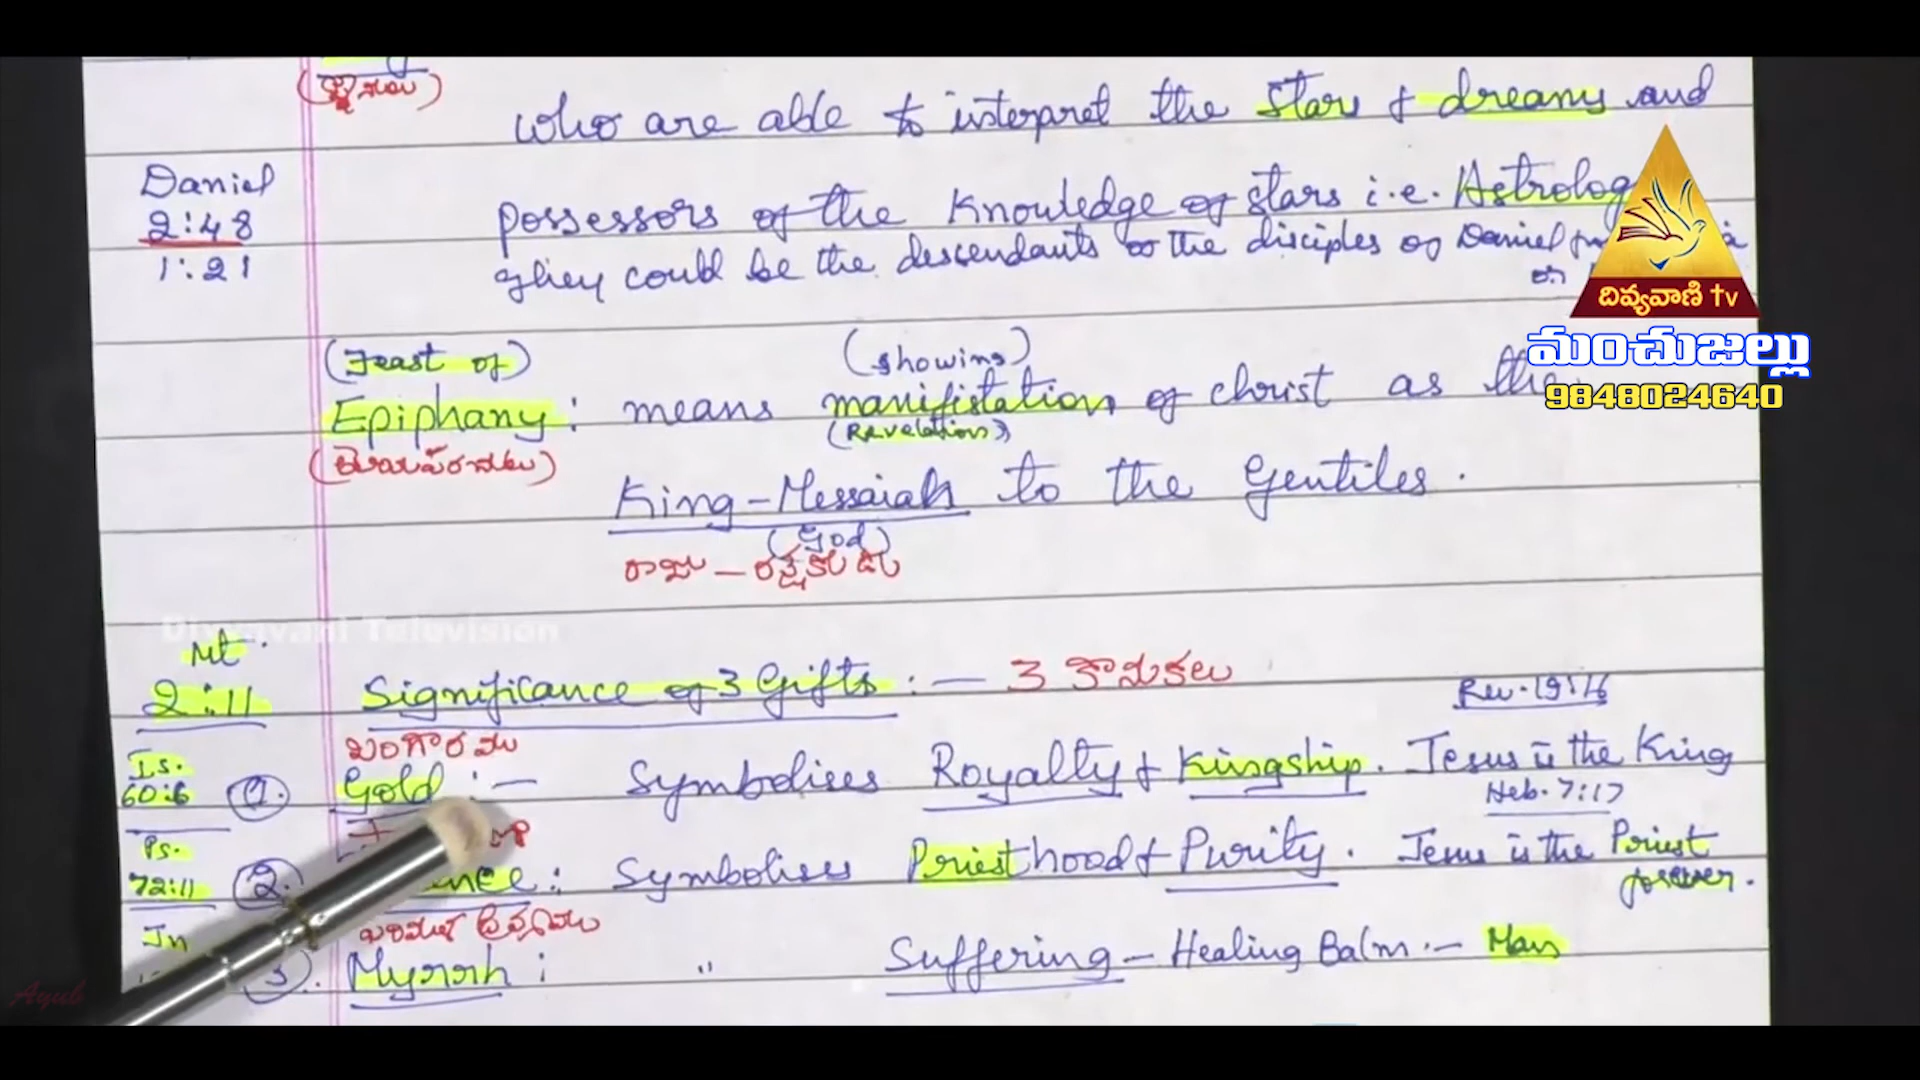 (జ్ఞానులు)
who are able to interpret the stars & dreams and
Daniel
2:48
1:21
possessors of the knowledge of stars i.e. Astrolog
they could be the descendants or the disciples of Daniel
or
దివ్యవాణి tv
మంచుజల్లు
9848024640
(Feast of) (showing)
Epiphany: means manifistation of Christ as the
(తెలియపరచుట) (Revelation)
King-Messaiah to the Gentiles.
(God)
రాజు – రక్షకుడు
Divyavani Television
Mt
2:11 Significance of 3 Gifts: — 3 కానుకలు
Rev. 19:16
Is.
60:6
బంగారము
1. Gold :— Symbolises Royalty & Kingship. Jesus is the King
Heb. 7:17
Ps.
72:11
2. Symbolises Priesthood & Purity. Jesus is the Priest
forever.
Jn
3. Myrrh: " Suffering – Healing Balm :– Man
Ayub